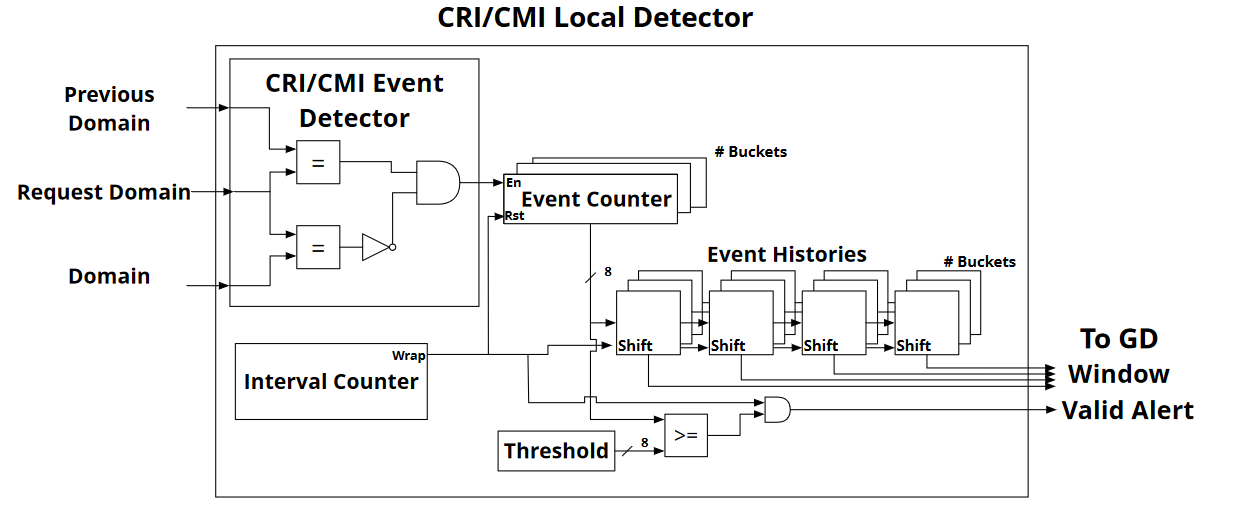 CRI/CMI Local Detector
CRI/CMI Event
Detector
Previous
Domain
Request Domain
Domain
=
=
# Buckets
En
Event Counter
Rst
8
Event Histories
# Buckets
Shift
Shift
Shift
Shift
Wrap
Interval Counter
To GD
Window
Valid Alert
>=
Threshold
8